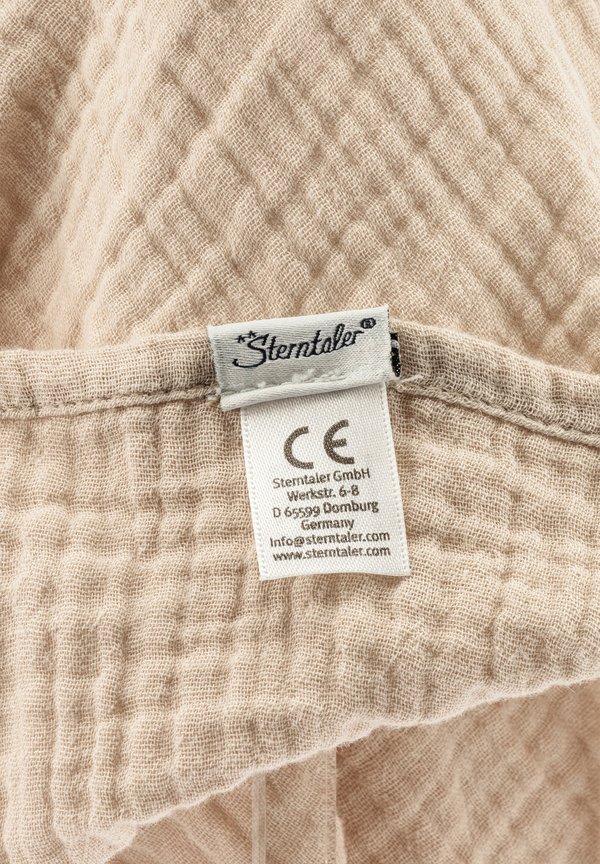 Sterntaler®
CE
Sterntaler GmbH
Werkstr. 6-8
D 65599 Dornburg
Germany
Info@sterntaler.com
www.sterntaler.com